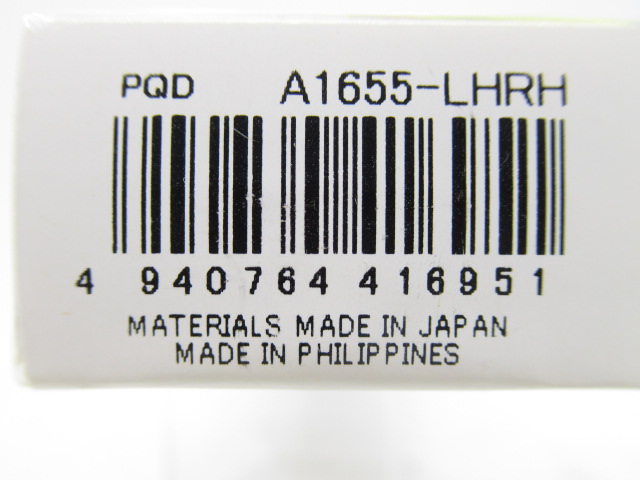 PQD A1655-LHRH
4 940764 416951
MATERIALS MADE IN JAPAN
MADE IN PHILIPPINES